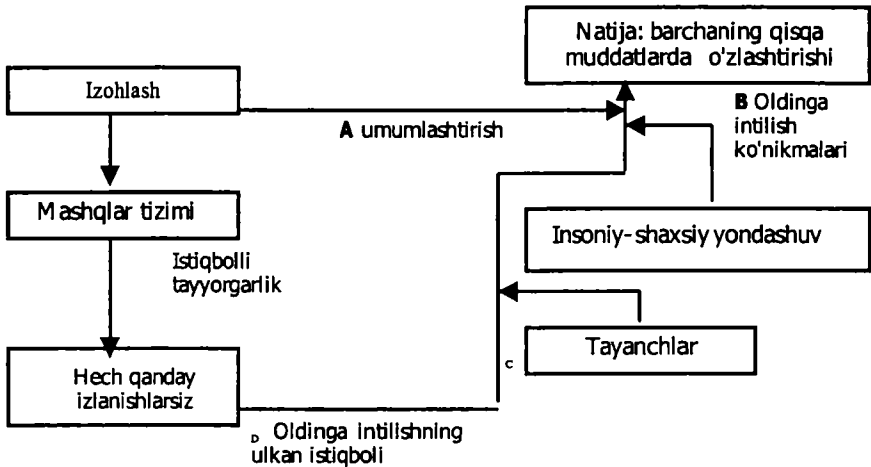 Natija: barchaning qisqa
muddatlarda o'zlashtirishi
Izohlash
A umumlashtirish
B Oldinga
intilish
ko'nikmalari
Mashqlar tizimi
Insoniy-shaxsiy yondashuv
Istiqbolli
tayyorgarlik
C
Tayanchlar
Hech qanday
izlanishlarsiz
D Oldinga intilishning
ulkan istiqboli